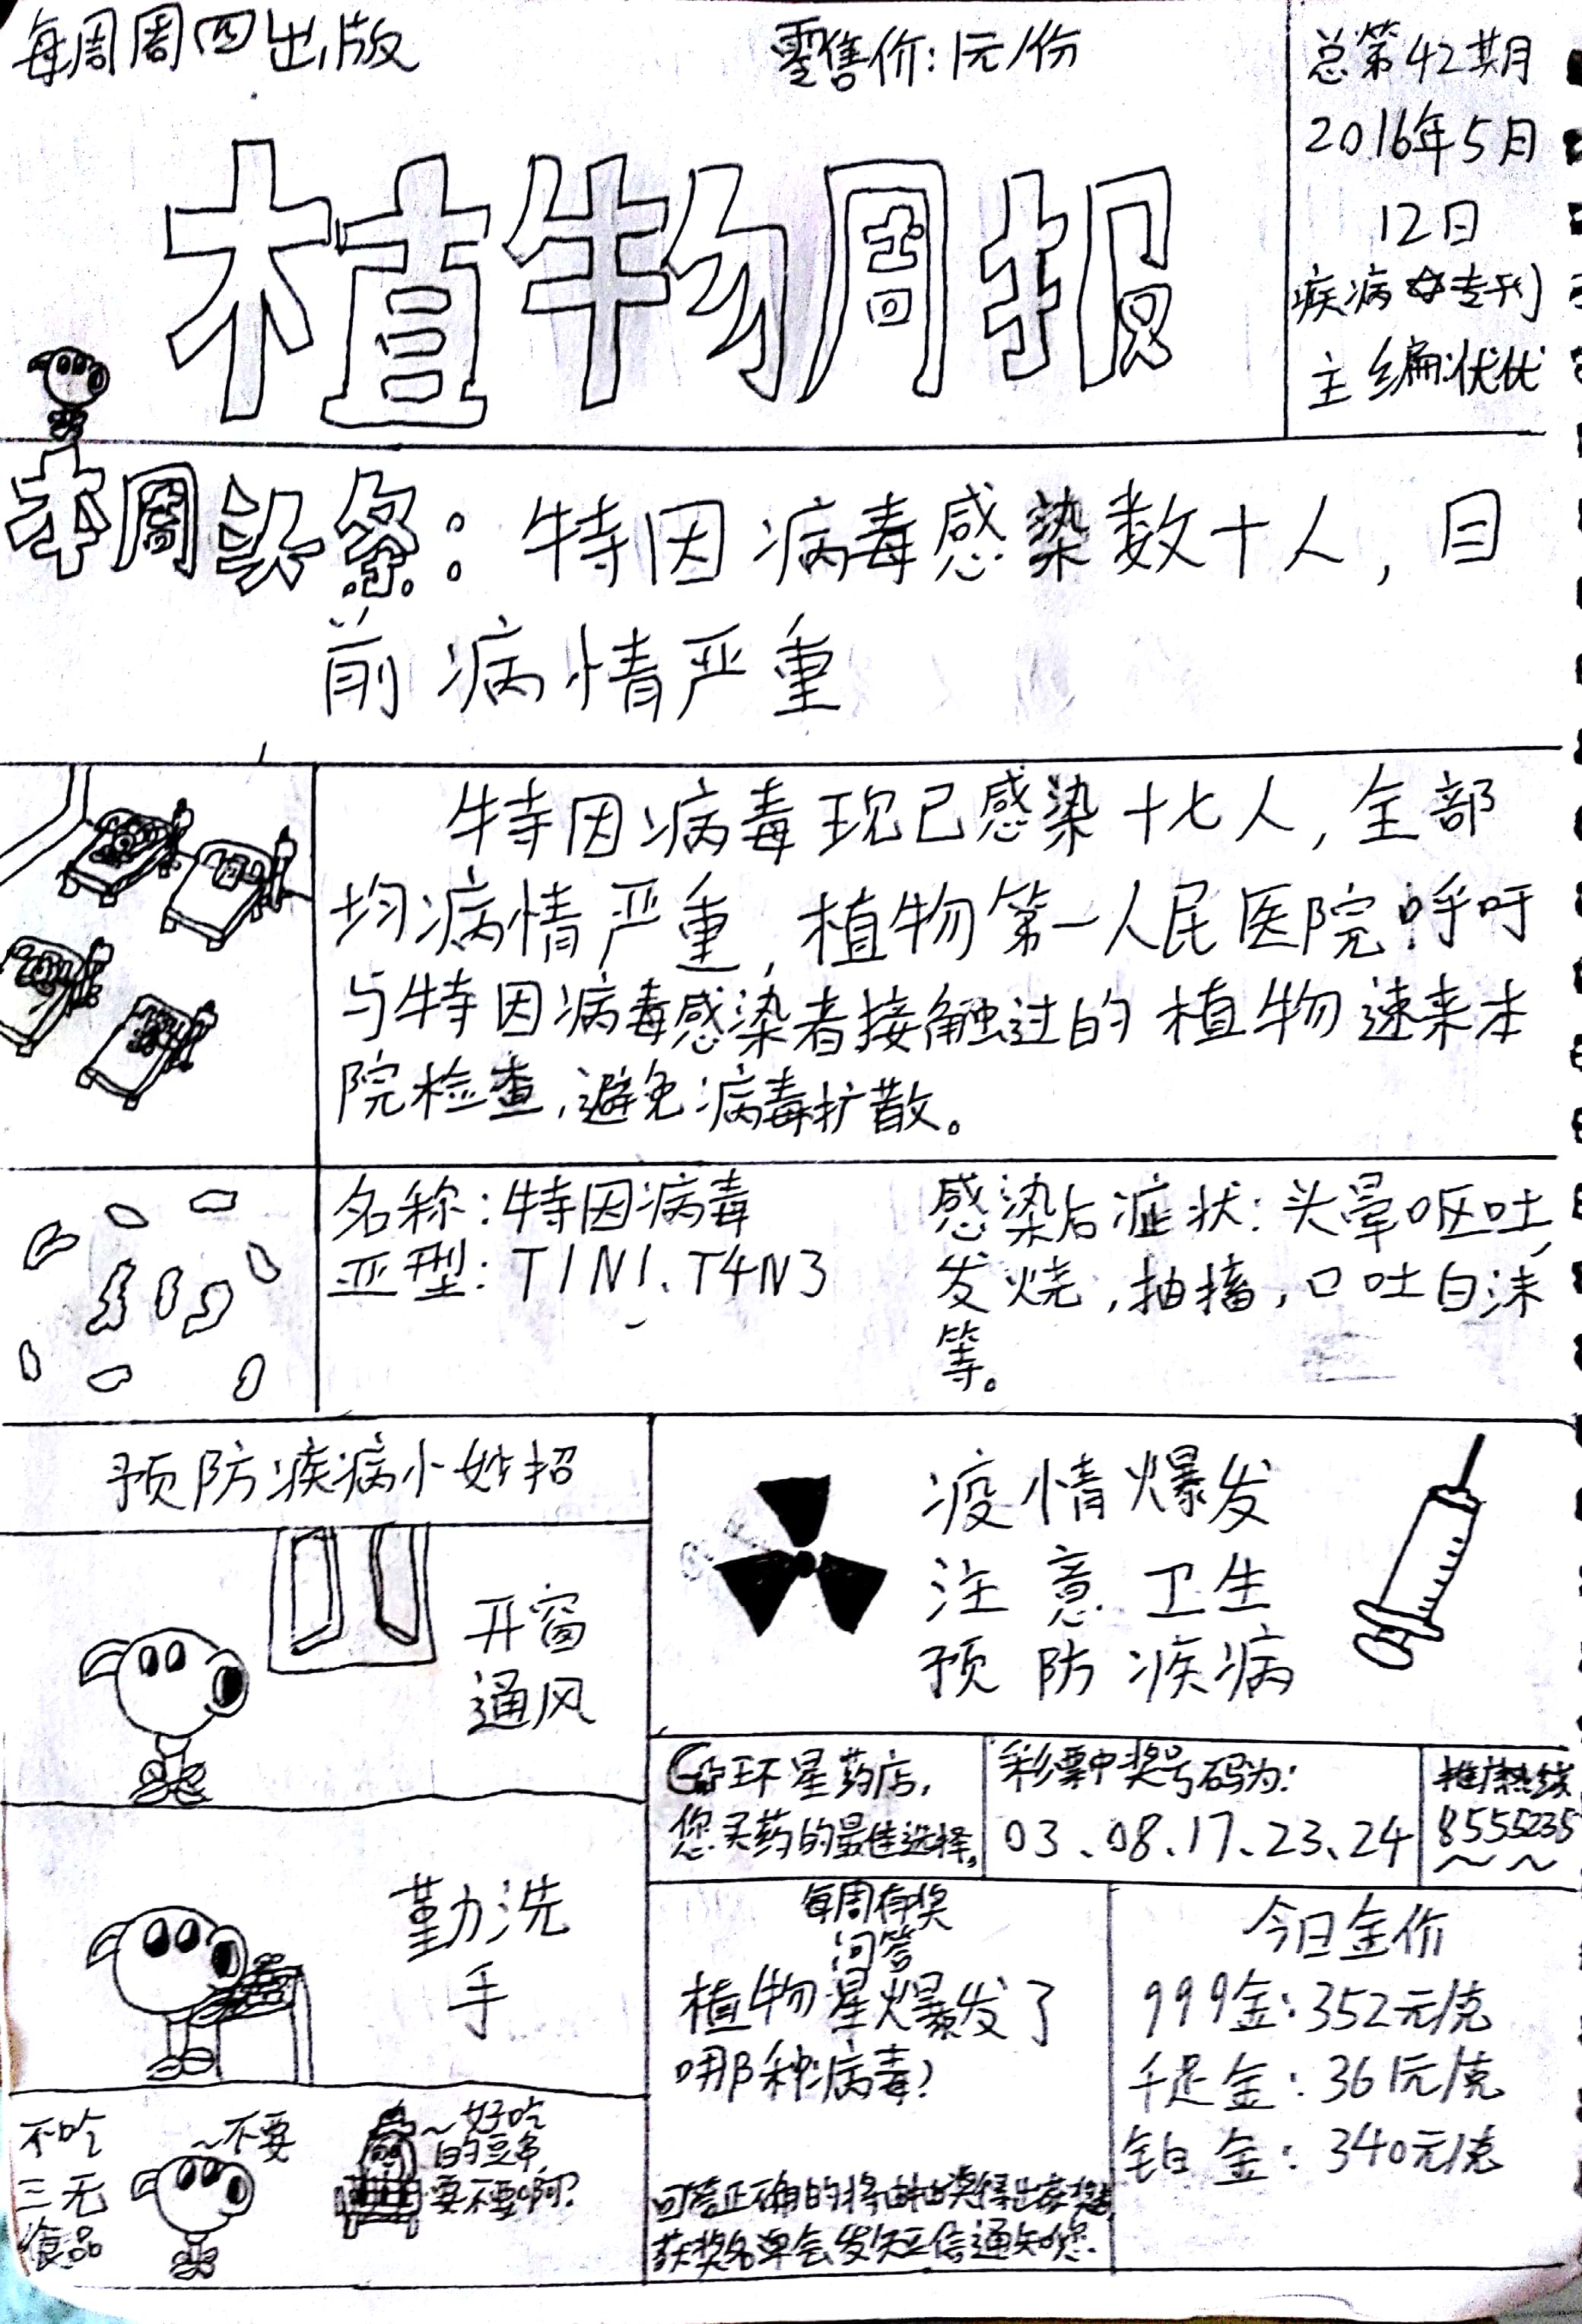 每周周四出版
零售价:1元/份
总第42期
2016年5月
12日
疾病专刊
主编:伏伏
植物周报
本周头条:特因病毒感染数十人,目
前病情严重
特因病毒现已感染十七人,全部
均病情严重,植物第一人民医院呼吁
与特因病毒感染者接触过的植物速来本
院检查,避免病毒扩散。
名称:特因病毒
亚型:T1N1、T4N3
感染后症状:头晕呕吐,
发烧,抽搐,口吐白沫
等。
预防疾病小妙招
开窗
通风
勤洗
手
不吃
三无
食品
~不要
~好吃
的豆串,
要不要啊?
疫情爆发
注意卫生
预防疾病
环星药店,
您买药的最佳选择。
彩票中奖号码为:
03、08、17、23、24
推广热线
8555235
~~
每周有奖
问答
植物星爆发了
哪种病毒?
回答正确的将抽奖得出获奖者,
获奖名单会发短信通知您.
今日金价
999金:352元/克
千足金:361元/克
铂金:340元/克